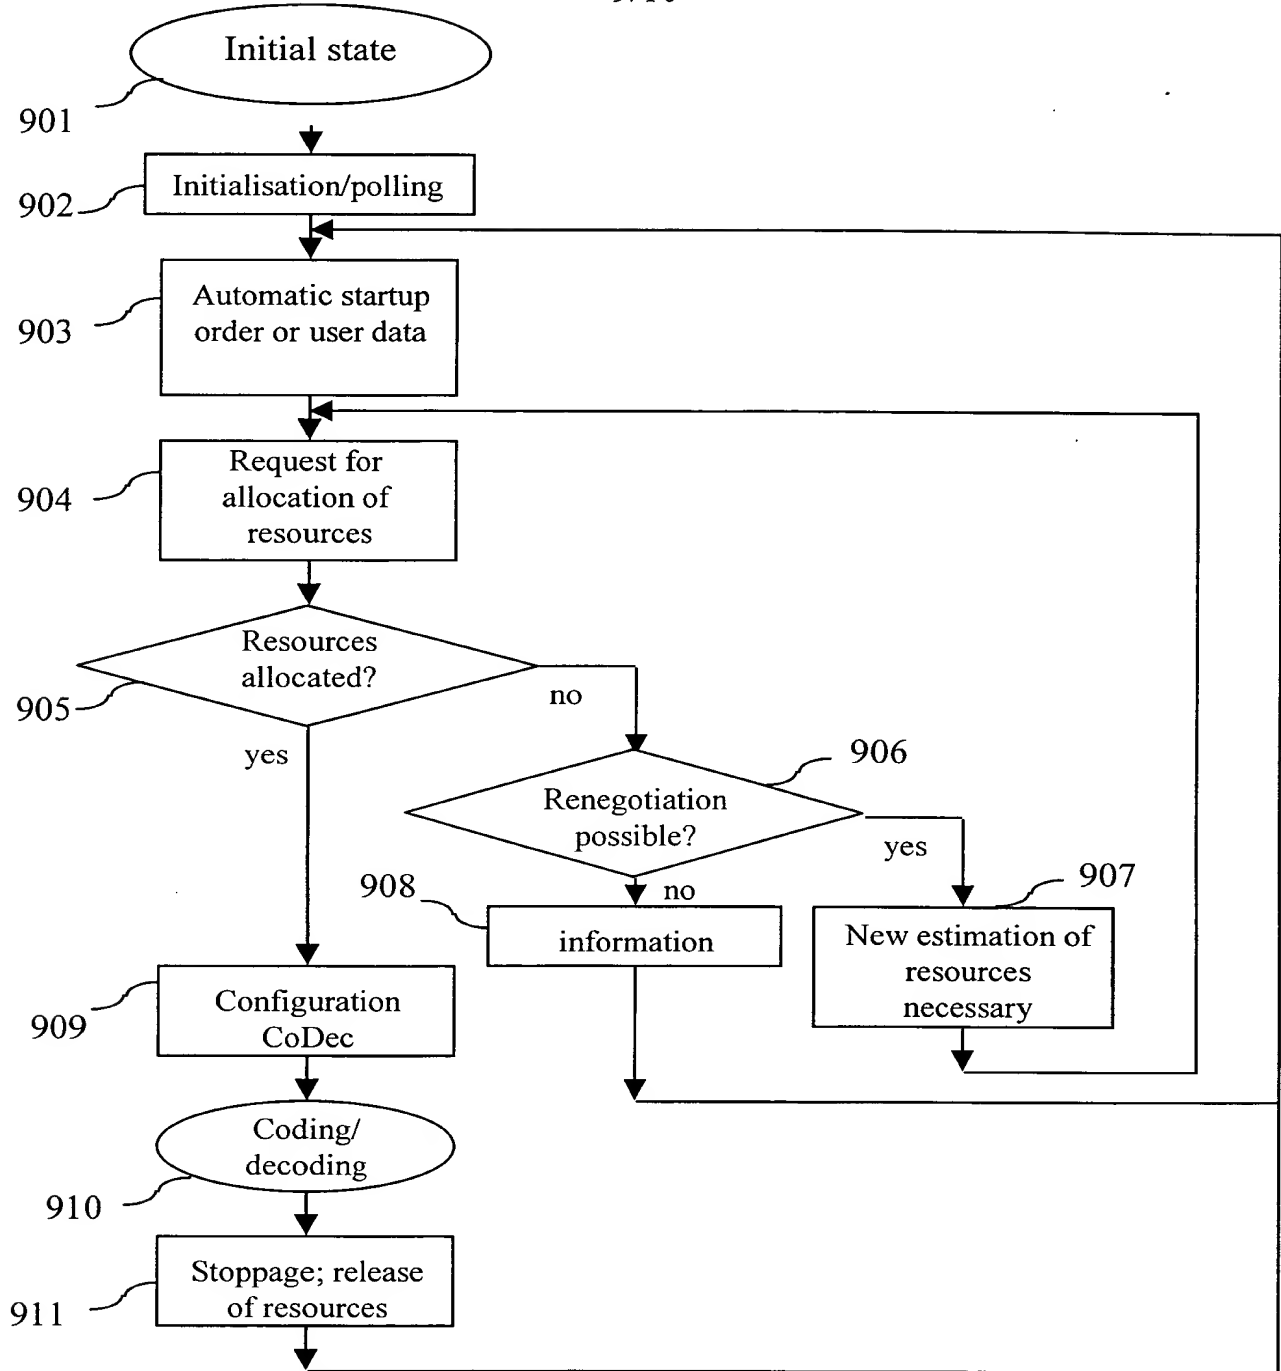 Initial state
901
Initialisation/polling
902
Automatic startup
order or user data
903
Request for
allocation of
resources
904
Resources
allocated?
905
no
yes
906
Renegotiation
possible?
yes
908
no
907
information
New estimation of
resources
necessary
Configuration
CoDec
909
Coding/
decoding
910
Stoppage; release
of resources
911